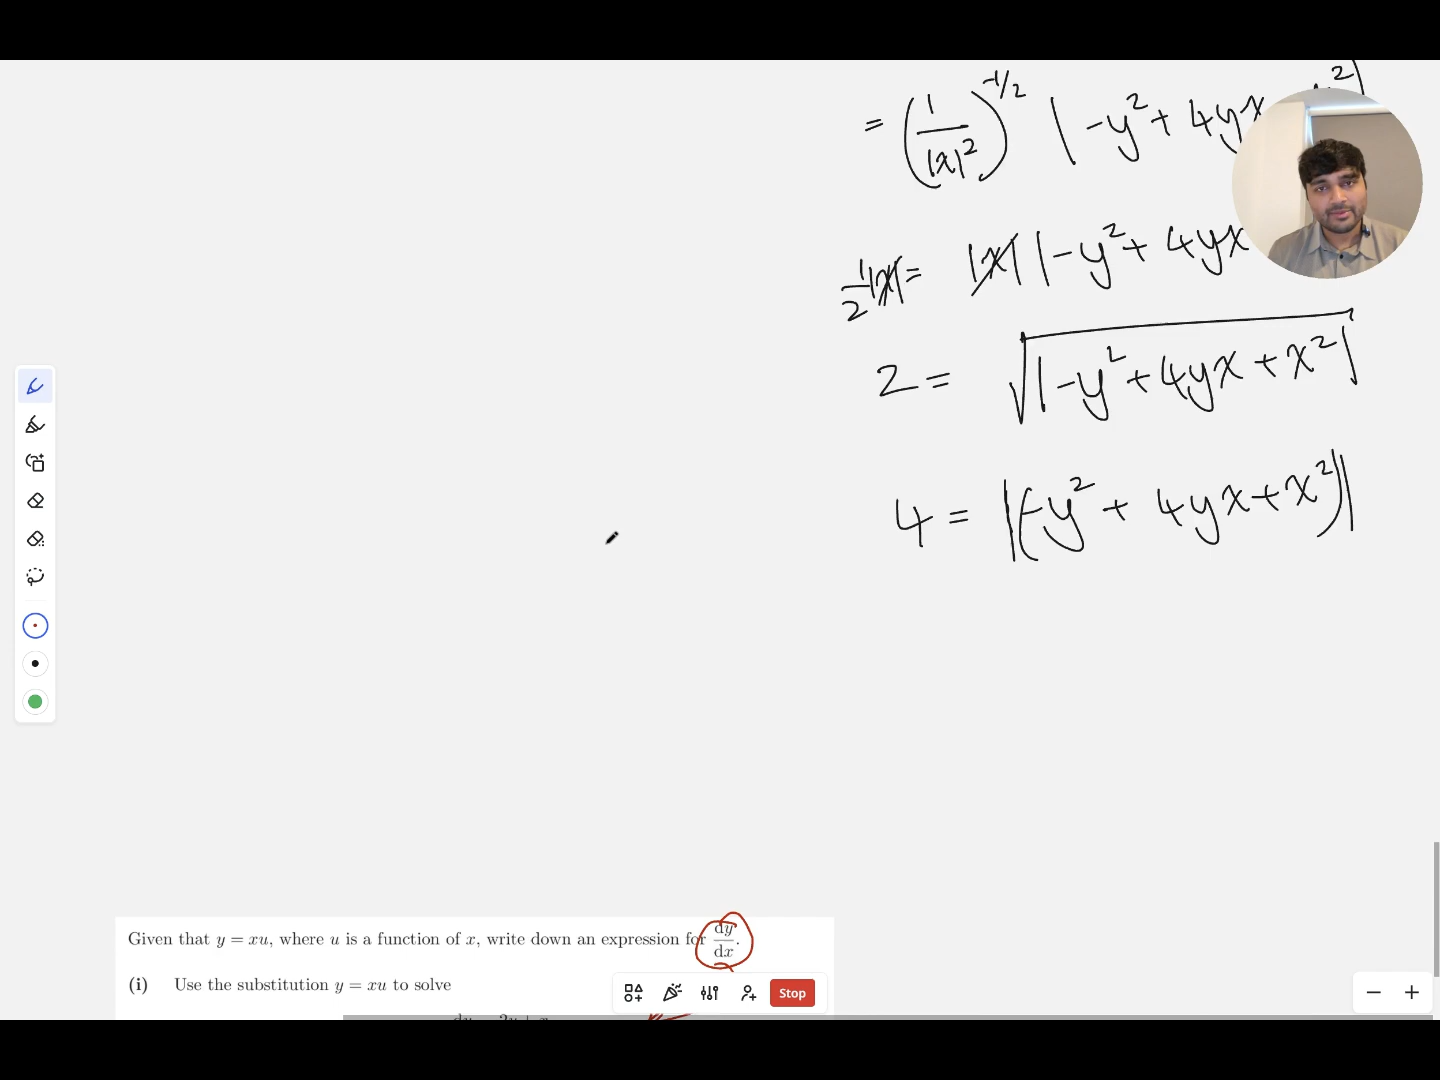 = (1/|x|²)^{-1/2} |-y² + 4yx ²|
1/2 |x| = |x| |-y² + 4yx
2 = √|-y² + 4yx + x²|
4 = |(-y² + 4yx + x²)|
Given that y = xu, where u is a function of x, write down an expression for dy/dx.
(i) Use the substitution y = xu to solve
Stop